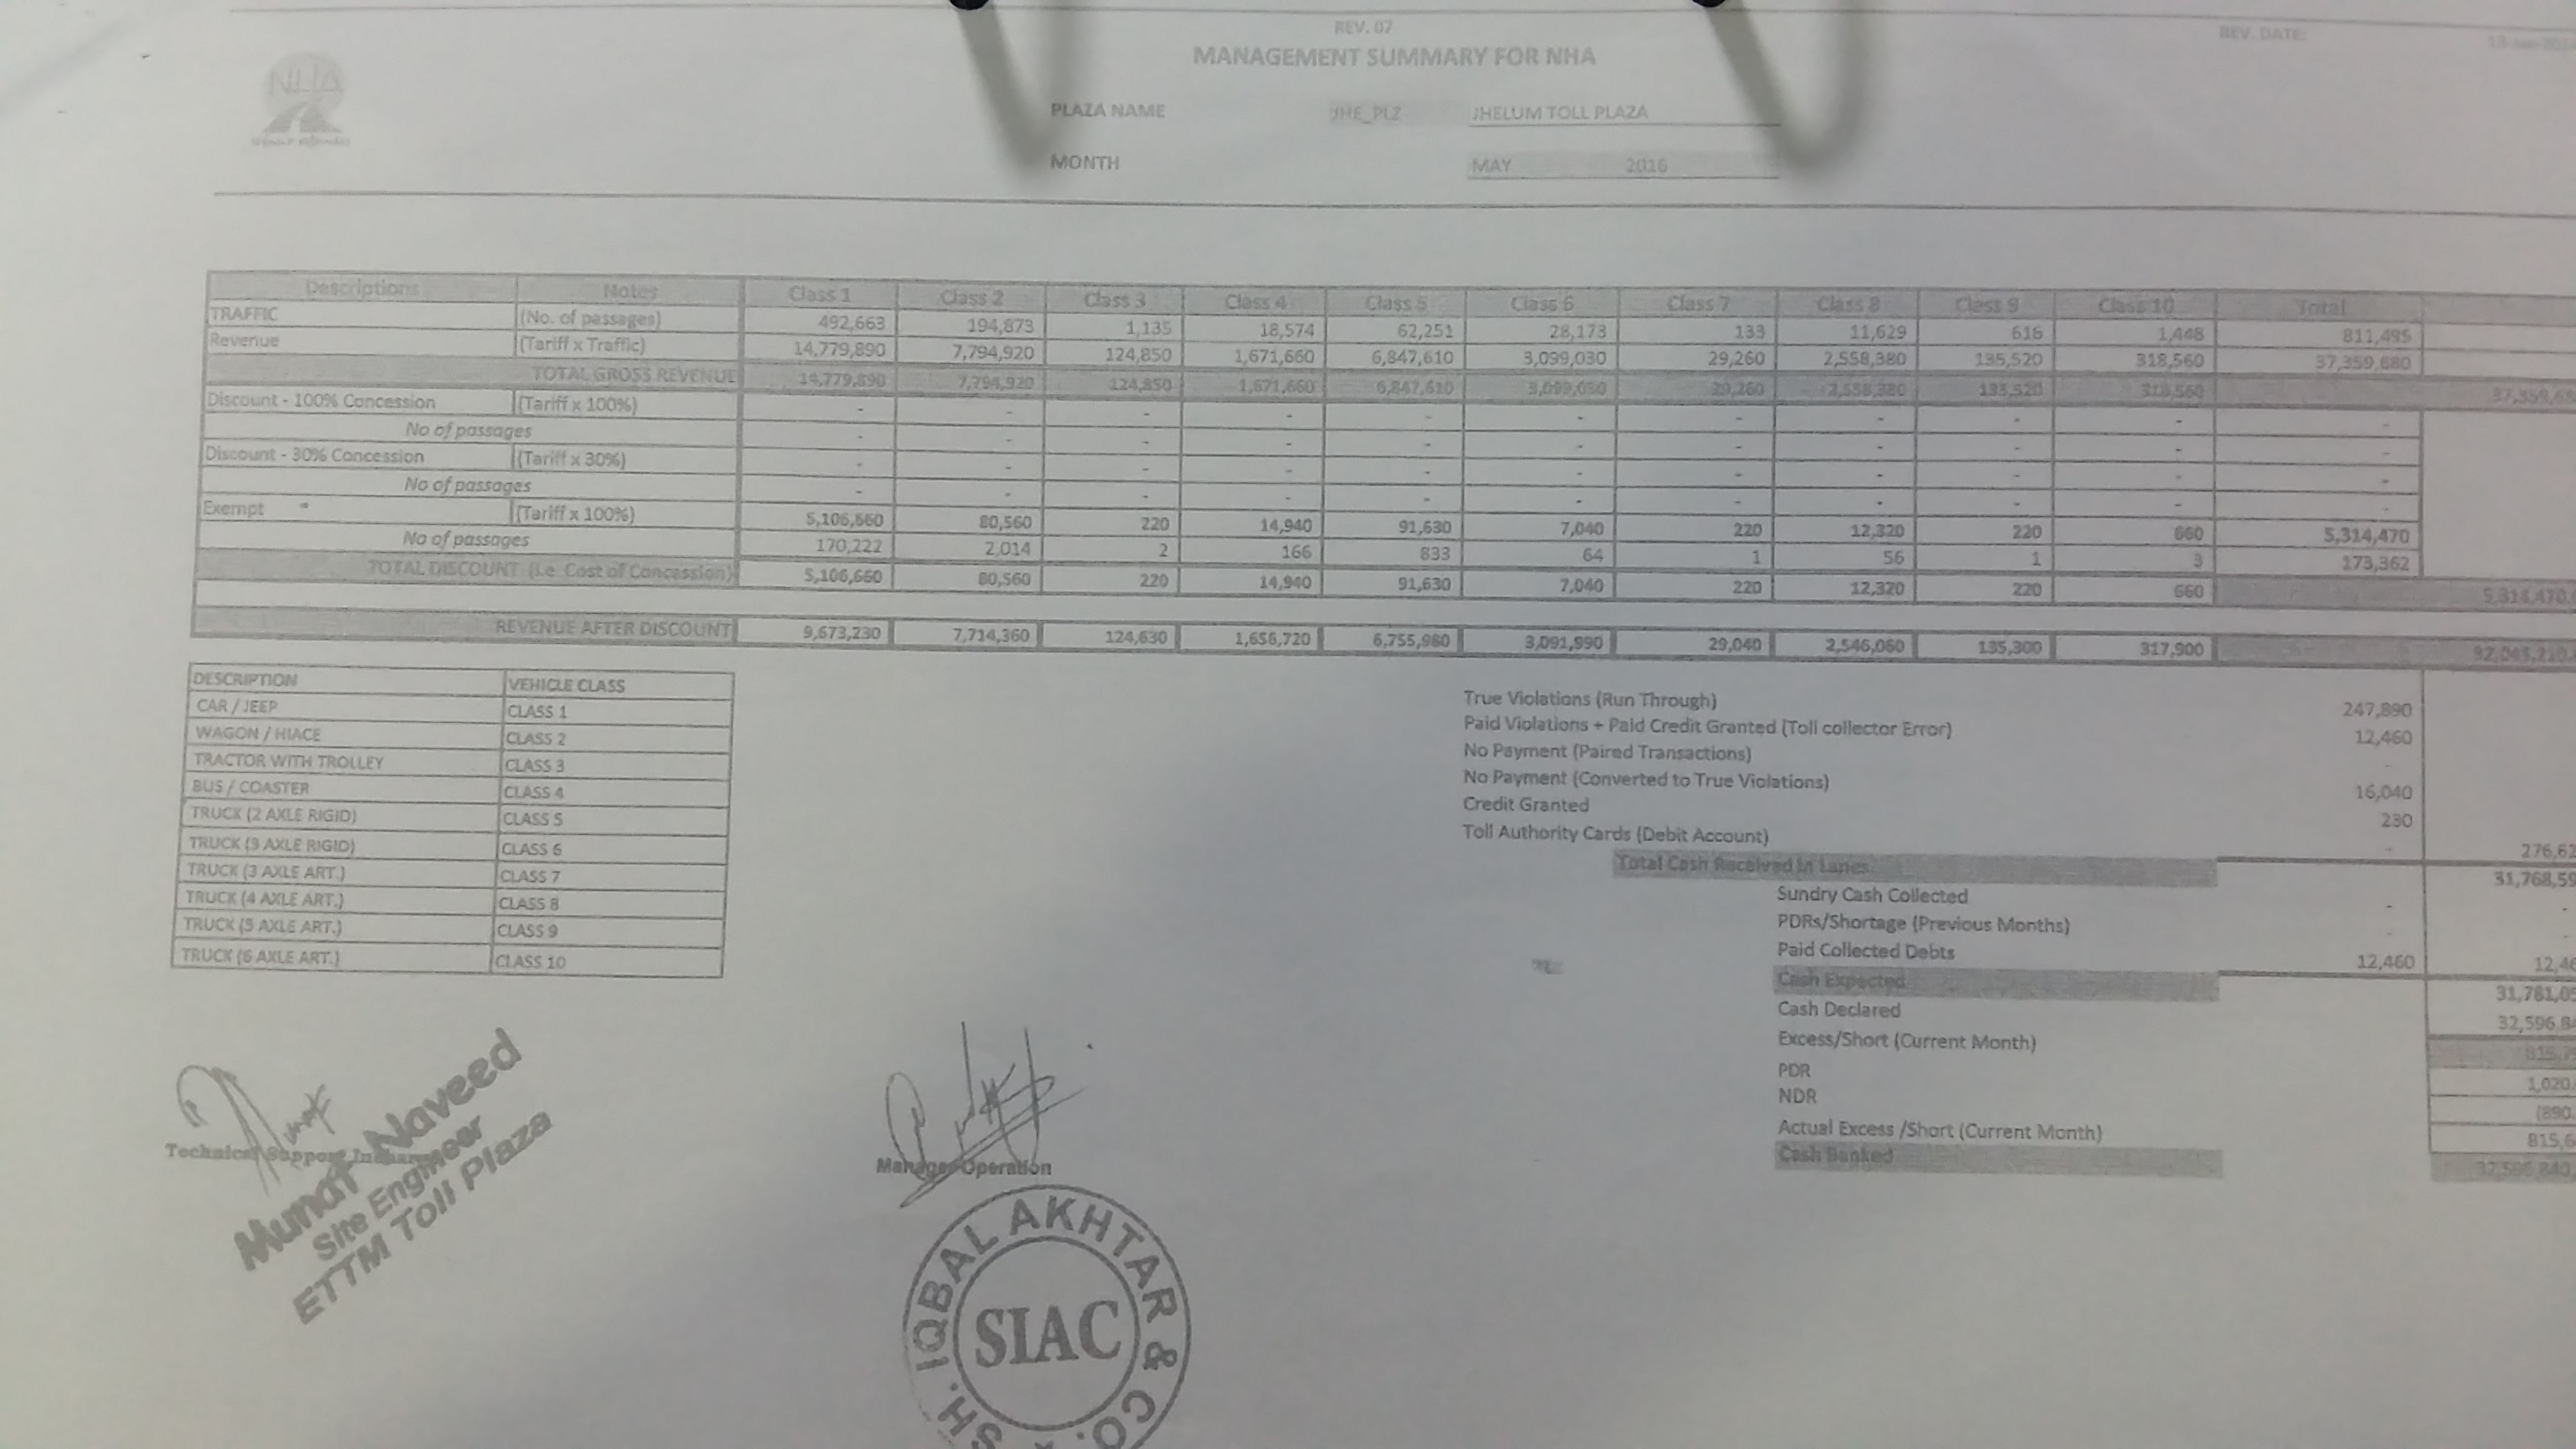 REV. 07
REV. DATE:
MANAGEMENT SUMMARY FOR NHA
NHA
PLAZA NAME JHE_PLZ JHELUM TOLL PLAZA
MONTH MAY 2016
Descriptions Notes Class 1 Class 2 Class 3 Class 4 Class 5 Class 6 Class 7 Class 8 Class 9 Class 10 Total
TRAFFIC (No. of passages) 492,663 194,873 1,135 18,574 62,251 28,173 133 11,629 616 1,448 811,495
Revenue (Tariff x Traffic) 14,779,890 7,794,920 124,850 1,671,660 6,847,610 3,099,030 29,260 2,558,380 135,520 318,560 37,359,680
TOTAL GROSS REVENUE 14,779,890 7,794,920 124,850 1,671,660 6,847,610 3,099,030 29,260 2,558,380 135,520 318,560 37,359,68
Discount - 100% Concession (Tariff x 100%) - - - - - - - - - - -
No of passages - - - - - - - - - - -
Discount - 30% Concession (Tariff x 30%) - - - - - - - - - - -
No of passages - - - - - - - - - - -
Exempt (Tariff x 100%) 5,106,660 80,560 220 14,940 91,630 7,040 220 12,320 220 660 5,314,470
No of passages 170,222 2,014 2 166 833 64 1 56 1 3 173,362
TOTAL DISCOUNT (i.e. Cost of Concession) 5,106,660 80,560 220 14,940 91,630 7,040 220 12,320 220 660 5,314,470.
REVENUE AFTER DISCOUNT 9,673,230 7,714,360 124,630 1,656,720 6,755,980 3,091,990 29,040 2,546,060 135,300 317,900 32,045,210.
DESCRIPTION VEHICLE CLASS
CAR / JEEP CLASS 1
WAGON / HIACE CLASS 2
TRACTOR WITH TROLLEY CLASS 3
BUS / COASTER CLASS 4
TRUCK (2 AXLE RIGID) CLASS 5
TRUCK (3 AXLE RIGID) CLASS 6
TRUCK (3 AXLE ART.) CLASS 7
TRUCK (4 AXLE ART.) CLASS 8
TRUCK (5 AXLE ART.) CLASS 9
TRUCK (6 AXLE ART.) CLASS 10
True Violations (Run Through) 247,890
Paid Violations + Paid Credit Granted (Toll collector Error) 12,460
No Payment (Paired Transactions) -
No Payment (Converted to True Violations) 16,040
Credit Granted 230
Toll Authority Cards (Debit Account) - 276,62
Total Cash Received In Lanes 31,768,59
Sundry Cash Collected - -
PDRs/Shortage (Previous Months) - -
Paid Collected Debts 12,460 12,46
Cash Expected 31,781,05
Cash Declared 32,596,84
Excess/Short (Current Month) 815,7
PDR 1,020.
NDR (890.
Actual Excess /Short (Current Month) 815,6
Cash Banked 32,596,840.
Technical Support Incharge
Naveed
Site Engineer
ETTM Toll Plaza
Manager Operation
SH. IQBAL AKHTAR & CO.
SIAC